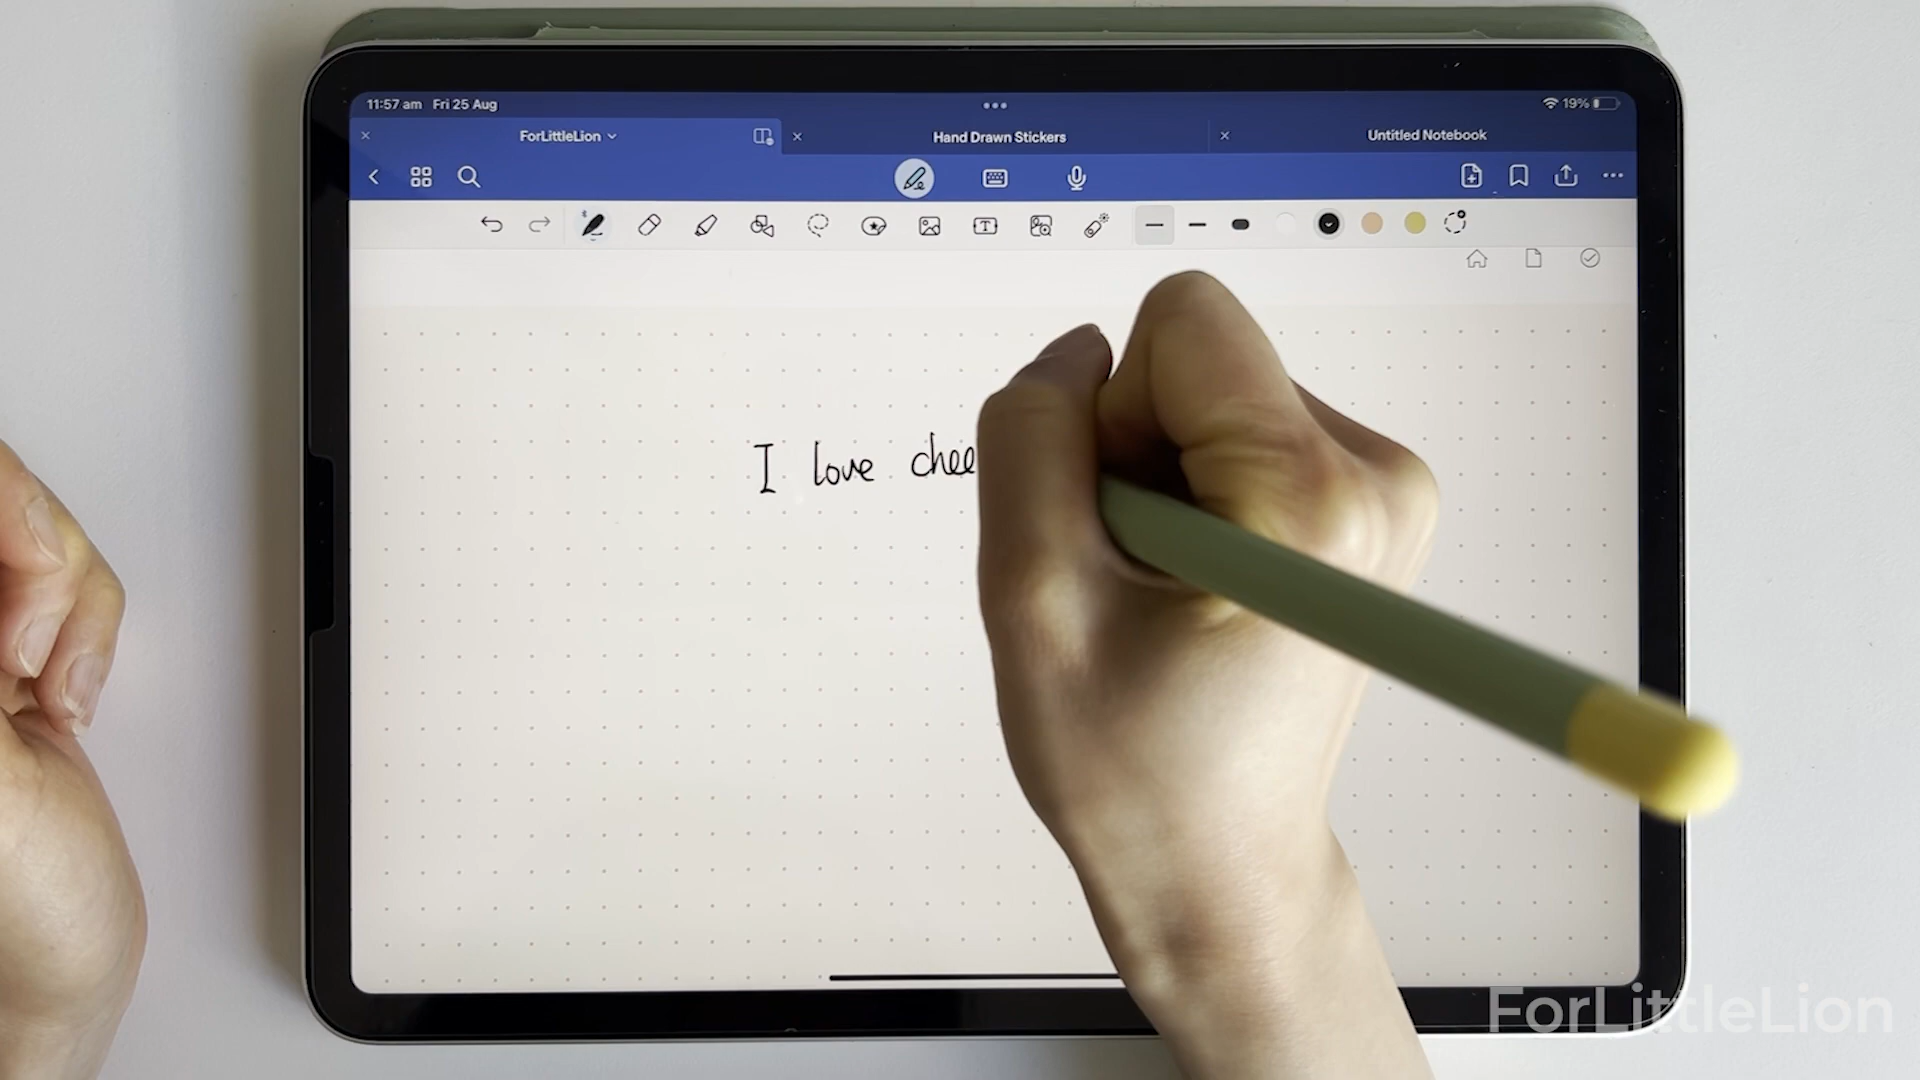 11:57 am Fri 25 Aug 19%
ForLittleLion Hand Drawn Stickers Untitled Notebook
I love chee
ForLittleLion